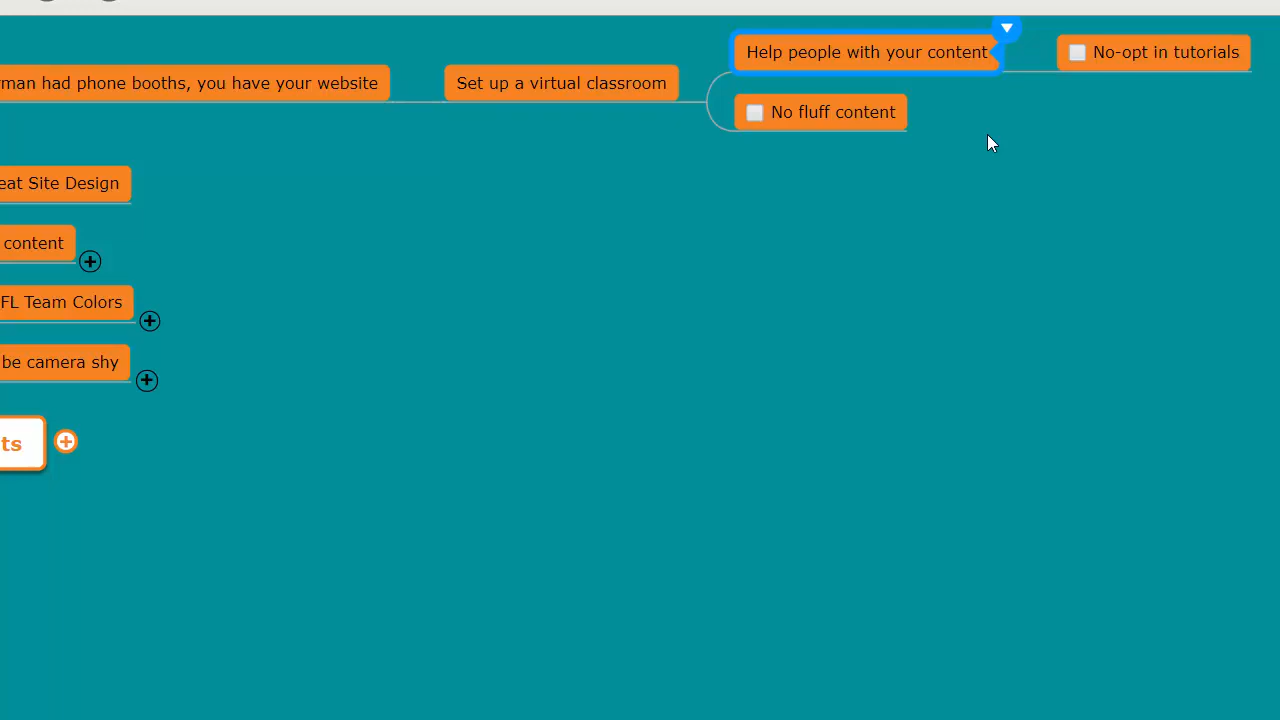 Help people with your content
No-opt in tutorials
man had phone booths, you have your website
Set up a virtual classroom
No fluff content
eat Site Design
content
FL Team Colors
be camera shy
ts